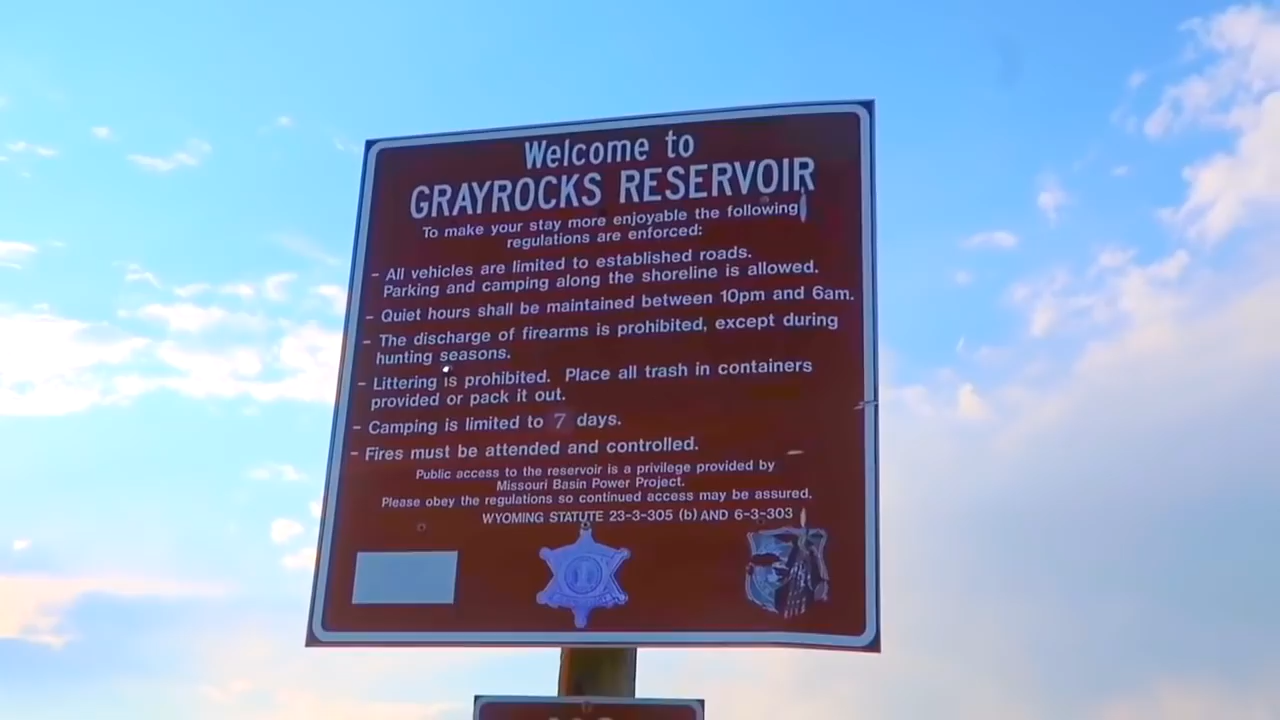 Welcome to
GRAYROCKS RESERVOIR
To make your stay more enjoyable the following
regulations are enforced:
- All vehicles are limited to established roads.
Parking and camping along the shoreline is allowed.
- Quiet hours shall be maintained between 10pm and 6am.
- The discharge of firearms is prohibited, except during
hunting seasons.
- Littering is prohibited. Place all trash in containers
provided or pack it out.
- Camping is limited to 7 days.
- Fires must be attended and controlled.
Public access to the reservoir is a privilege provided by
Missouri Basin Power Project.
Please obey the regulations so continued access may be assured.
WYOMING STATUTE 23-3-305 (b) AND 6-3-303